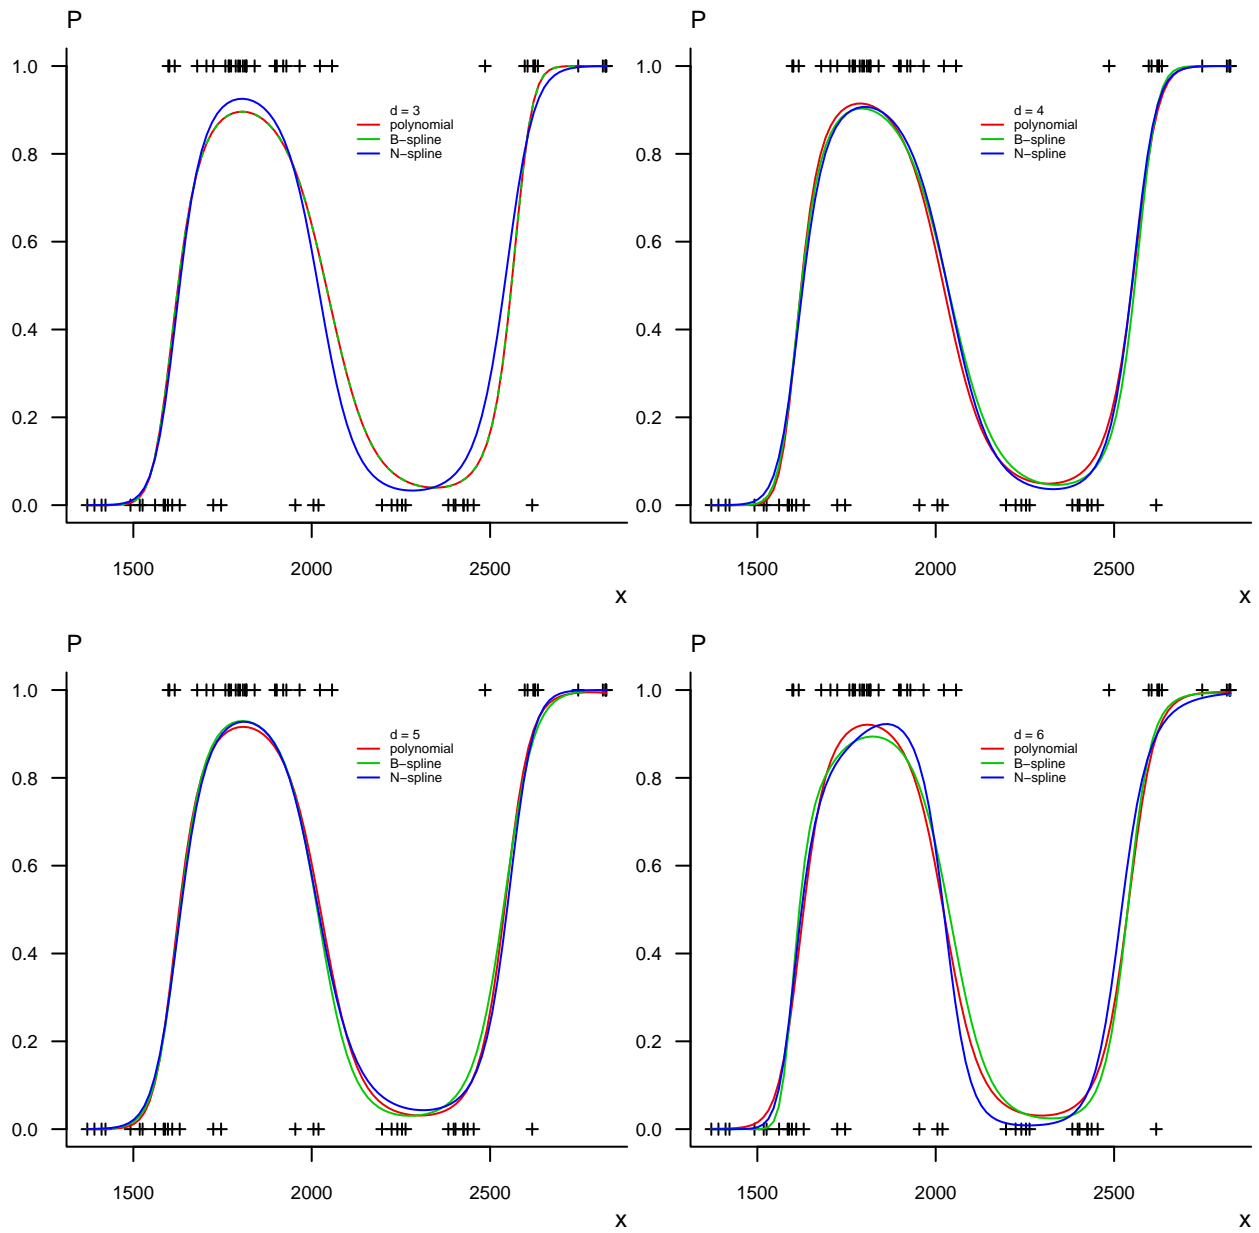 P
1.0
0.8
0.6
0.4
0.2
0.0
d = 3
polynomial
B−spline
N−spline
1500 2000 2500
x
P
1.0
0.8
0.6
0.4
0.2
0.0
d = 4
polynomial
B−spline
N−spline
1500 2000 2500
x
P
1.0
0.8
0.6
0.4
0.2
0.0
d = 5
polynomial
B−spline
N−spline
1500 2000 2500
x
P
1.0
0.8
0.6
0.4
0.2
0.0
d = 6
polynomial
B−spline
N−spline
1500 2000 2500
x